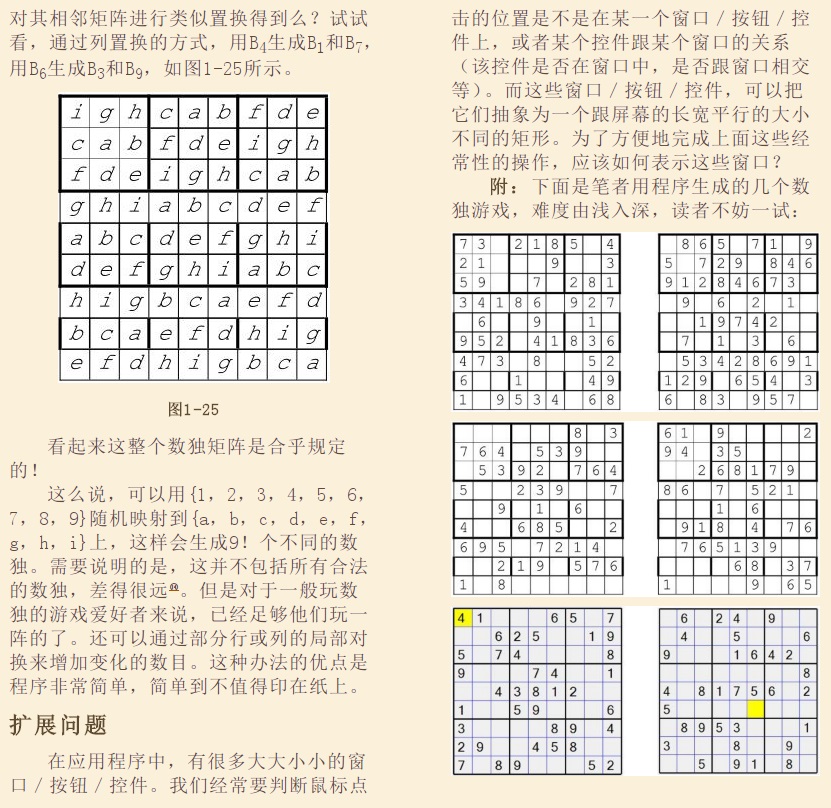 对其相邻矩阵进行类似置换得到么？试试
看，通过列置换的方式，用B4生成B1和B7，
用B6生成B3和B9，如图1-25所示。
i g h c a b f d e
c a b f d e i g h
f d e i g h c a b
g h i a b c d e f
a b c d e f g h i
d e f g h i a b c
h i g b c a e f d
b c a e f d h i g
e f d h i g b c a
图1-25
看起来这整个数独矩阵是合乎规定
的！
这么说，可以用{1，2，3，4，5，6，
7，8，9}随机映射到{a，b，c，d，e，f，
g，h，i}上，这样会生成9！个不同的数
独。需要说明的是，这并不包括所有合法
的数独，差得很远。但是对于一般玩数
独的游戏爱好者来说，已经足够他们玩一
阵的了。还可以通过部分行或列的局部对
换来增加变化的数目。这种办法的优点是
程序非常简单，简单到不值得印在纸上。
扩展问题
在应用程序中，有很多大大小小的窗
口／按钮／控件。我们经常要判断鼠标点
击的位置是不是在某一个窗口／按钮／控
件上，或者某个控件跟某个窗口的关系
（该控件是否在窗口中，是否跟窗口相交
等）。而这些窗口／按钮／控件，可以把
它们抽象为一个跟屏幕的长宽平行的大小
不同的矩形。为了方便地完成上面这些经
常性的操作，应该如何表示这些窗口？
附：下面是笔者用程序生成的几个数
独游戏，难度由浅入深，读者不妨一试：
7 3 2 1 8 5 4
2 1 9 3
5 9 7 2 8 1
3 4 1 8 6 9 2 7
6 9 1
9 5 2 4 1 8 3 6
4 7 3 8 5 2
6 1 4 9
1 9 5 3 4 6 8
8 6 5 7 1 9
5 7 2 9 8 4 6
9 1 2 8 4 6 7 3
9 6 2 1
1 9 7 4 2
7 1 3 6
5 3 4 2 8 6 9 1
1 2 9 6 5 4 3
6 8 3 9 5 7
8 3
7 6 4 5 3 9
5 3 9 2 7 6 4
5 2 3 9 7
9 1 6
4 6 8 5 2
6 9 5 7 2 1 4
2 1 9 5 7 6
1 8
6 1 9 2
9 4 3 5
2 6 8 1 7 9
8 6 7 5 2 1
1 6
9 1 8 4 7 6
7 6 5 1 3 9
6 8 3 7
1 9 6 5
4 1 6 5 7
6 2 5 1 9
5 7 4 8
9 7 4 1
4 3 8 1 2
1 5 9 6
3 8 9 4
2 9 4 5 8
7 8 9 5 2
6 2 4 9
4 5 6
9 1 6 4 2
8
4 8 1 7 5 6 2
5
8 9 5 3 1
3 8 9
5 9 1 8